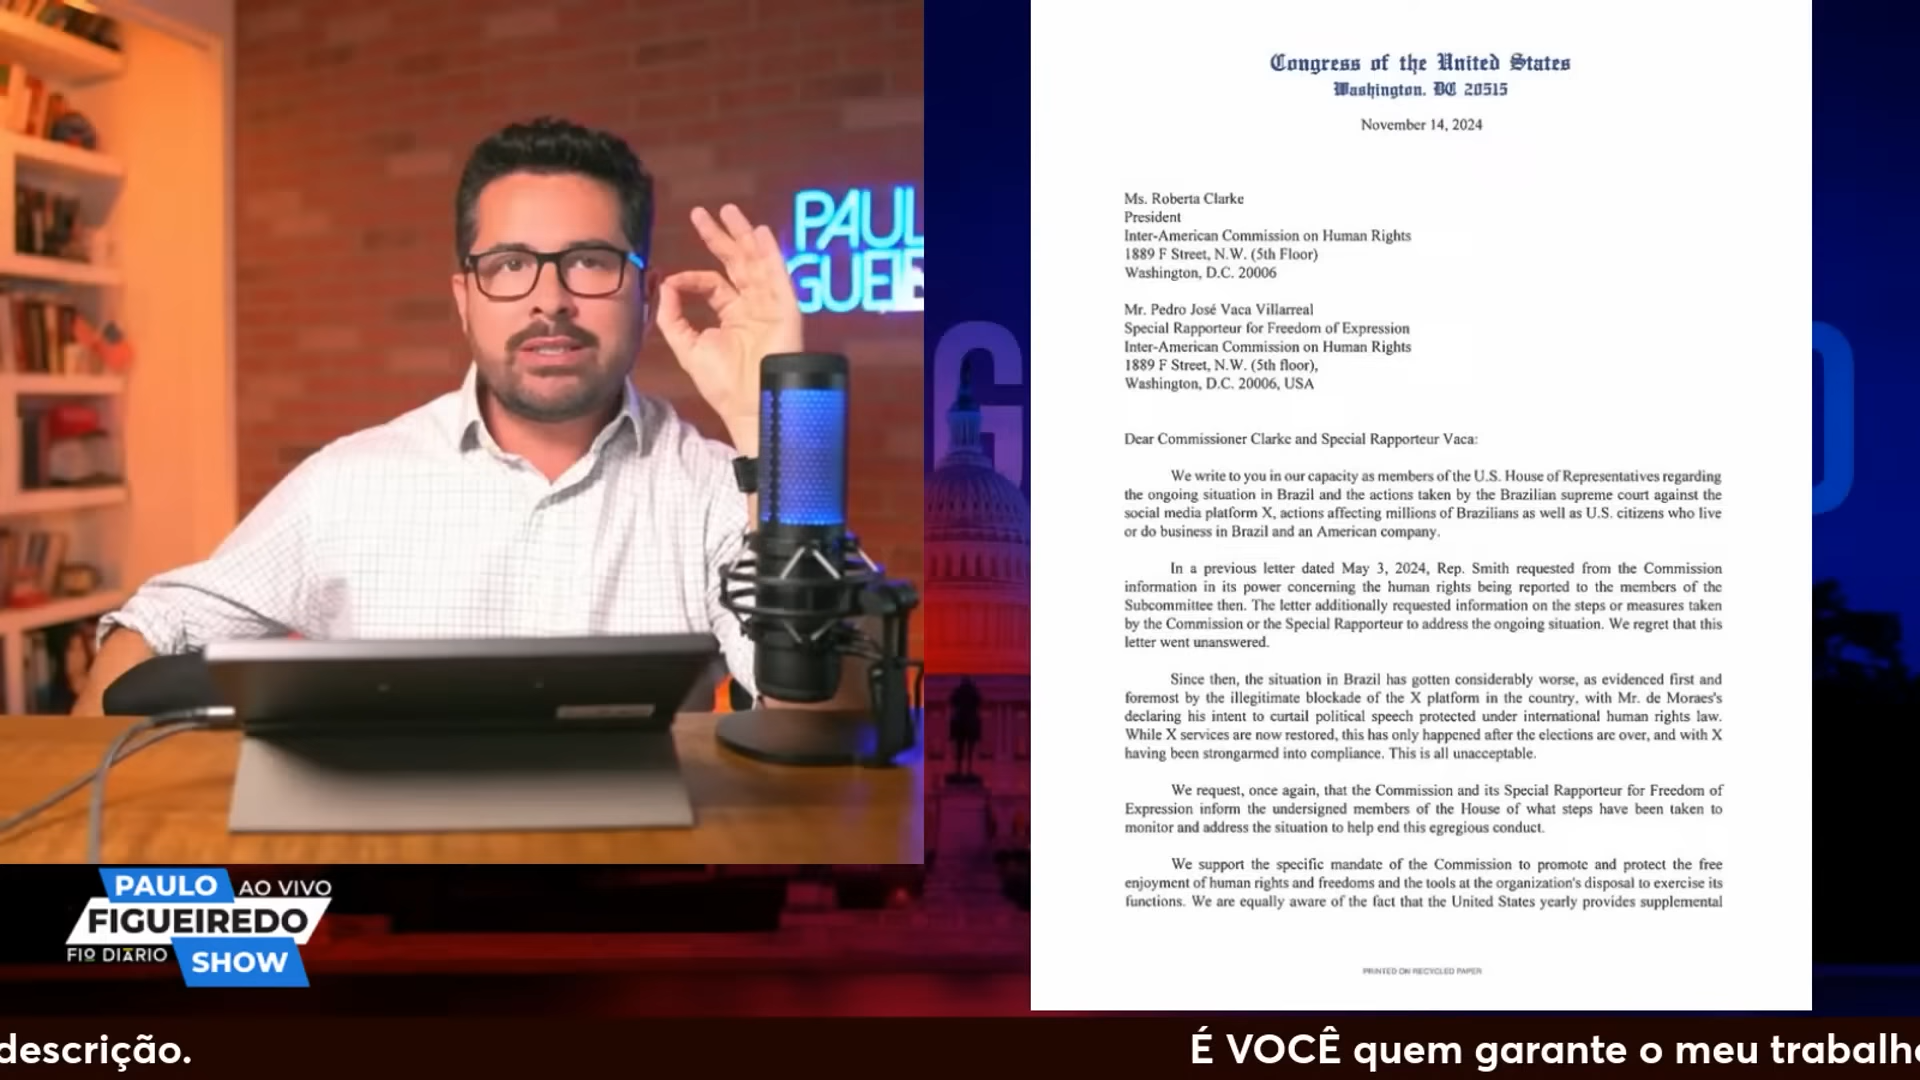 PAUL
GUEIR
PAULO AO VIVO
FIGUEIREDO
FIO DIÁRIO SHOW
Congress of the United States
Washington, DC 20515
November 14, 2024
Ms. Roberta Clarke
President
Inter-American Commission on Human Rights
1889 F Street, N.W. (5th Floor)
Washington, D.C. 20006
Mr. Pedro José Vaca Villarreal
Special Rapporteur for Freedom of Expression
Inter-American Commission on Human Rights
1889 F Street, N.W. (5th floor),
Washington, D.C. 20006, USA
Dear Commissioner Clarke and Special Rapporteur Vaca:
We write to you in our capacity as members of the U.S. House of Representatives regarding
the ongoing situation in Brazil and the actions taken by the Brazilian supreme court against the
social media platform X, actions affecting millions of Brazilians as well as U.S. citizens who live
or do business in Brazil and an American company.
In a previous letter dated May 3, 2024, Rep. Smith requested from the Commission
information in its power concerning the human rights being reported to the members of the
Subcommittee then. The letter additionally requested information on the steps or measures taken
by the Commission or the Special Rapporteur to address the ongoing situation. We regret that this
letter went unanswered.
Since then, the situation in Brazil has gotten considerably worse, as evidenced first and
foremost by the illegitimate blockade of the X platform in the country, with Mr. de Moraes's
declaring his intent to curtail political speech protected under international human rights law.
While X services are now restored, this has only happened after the elections are over, and with X
having been strongarmed into compliance. This is all unacceptable.
We request, once again, that the Commission and its Special Rapporteur for Freedom of
Expression inform the undersigned members of the House of what steps have been taken to
monitor and address the situation to help end this egregious conduct.
We support the specific mandate of the Commission to promote and protect the free
enjoyment of human rights and freedoms and the tools at the organization's disposal to exercise its
functions. We are equally aware of the fact that the United States yearly provides supplemental
PRINTED ON RECYCLED PAPER
descrição.
É VOCÊ quem garante o meu trabalho